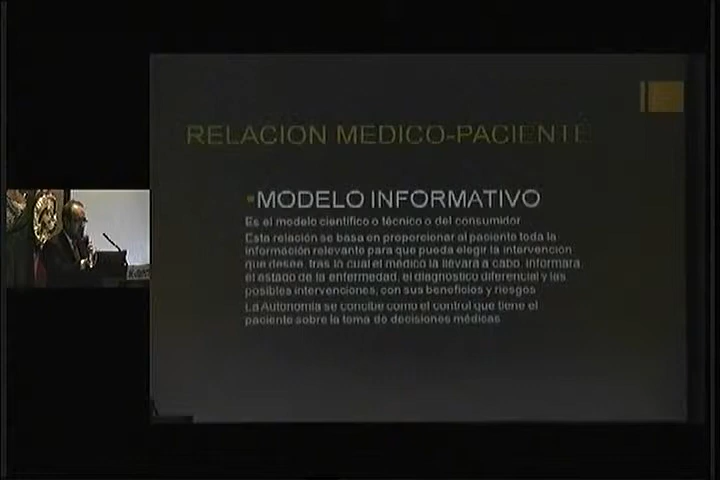 RELACION MEDICO-PACIENTE
MODELO INFORMATIVO
Es el modelo científico o técnico o del consumidor
Esta relación se basa en proporcionar al paciente toda la
información relevante para que pueda elegir la intervención
que desee, tras lo cual el médico la llevara a cabo. Informara
el estado de la enfermedad, el diagnostico diferencial y las
posibles intervenciones, con sus beneficios y riesgos
La Autonomía se concibe como el control que tiene el
paciente sobre la toma de decisiones médicas